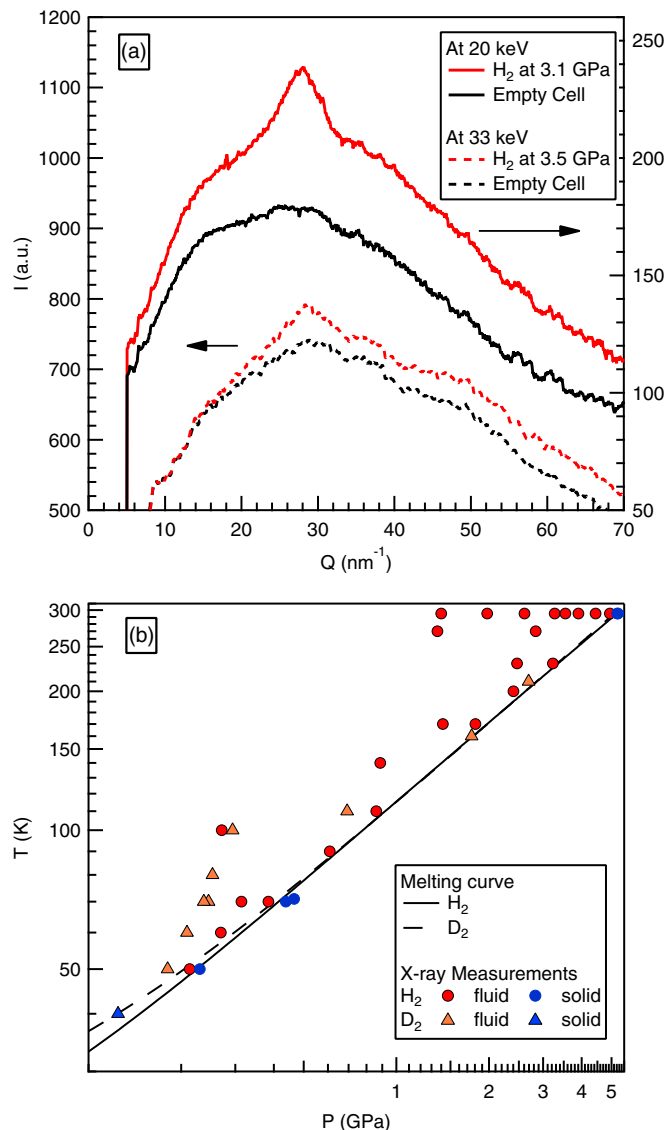 (a)
1200
1100
1000
900
800
700
600
500
I (a.u.)
250
200
150
100
50
At 20 keV
H₂ at 3.1 GPa
Empty Cell
At 33 keV
H₂ at 3.5 GPa
Empty Cell
0 10 20 30 40 50 60 70
Q (nm⁻¹)
(b)
300
250
200
150
100
50
T (K)
Melting curve
H₂
D₂
X-ray Measurements
H₂ fluid solid
D₂ fluid solid
1 2 3 4 5
P (GPa)